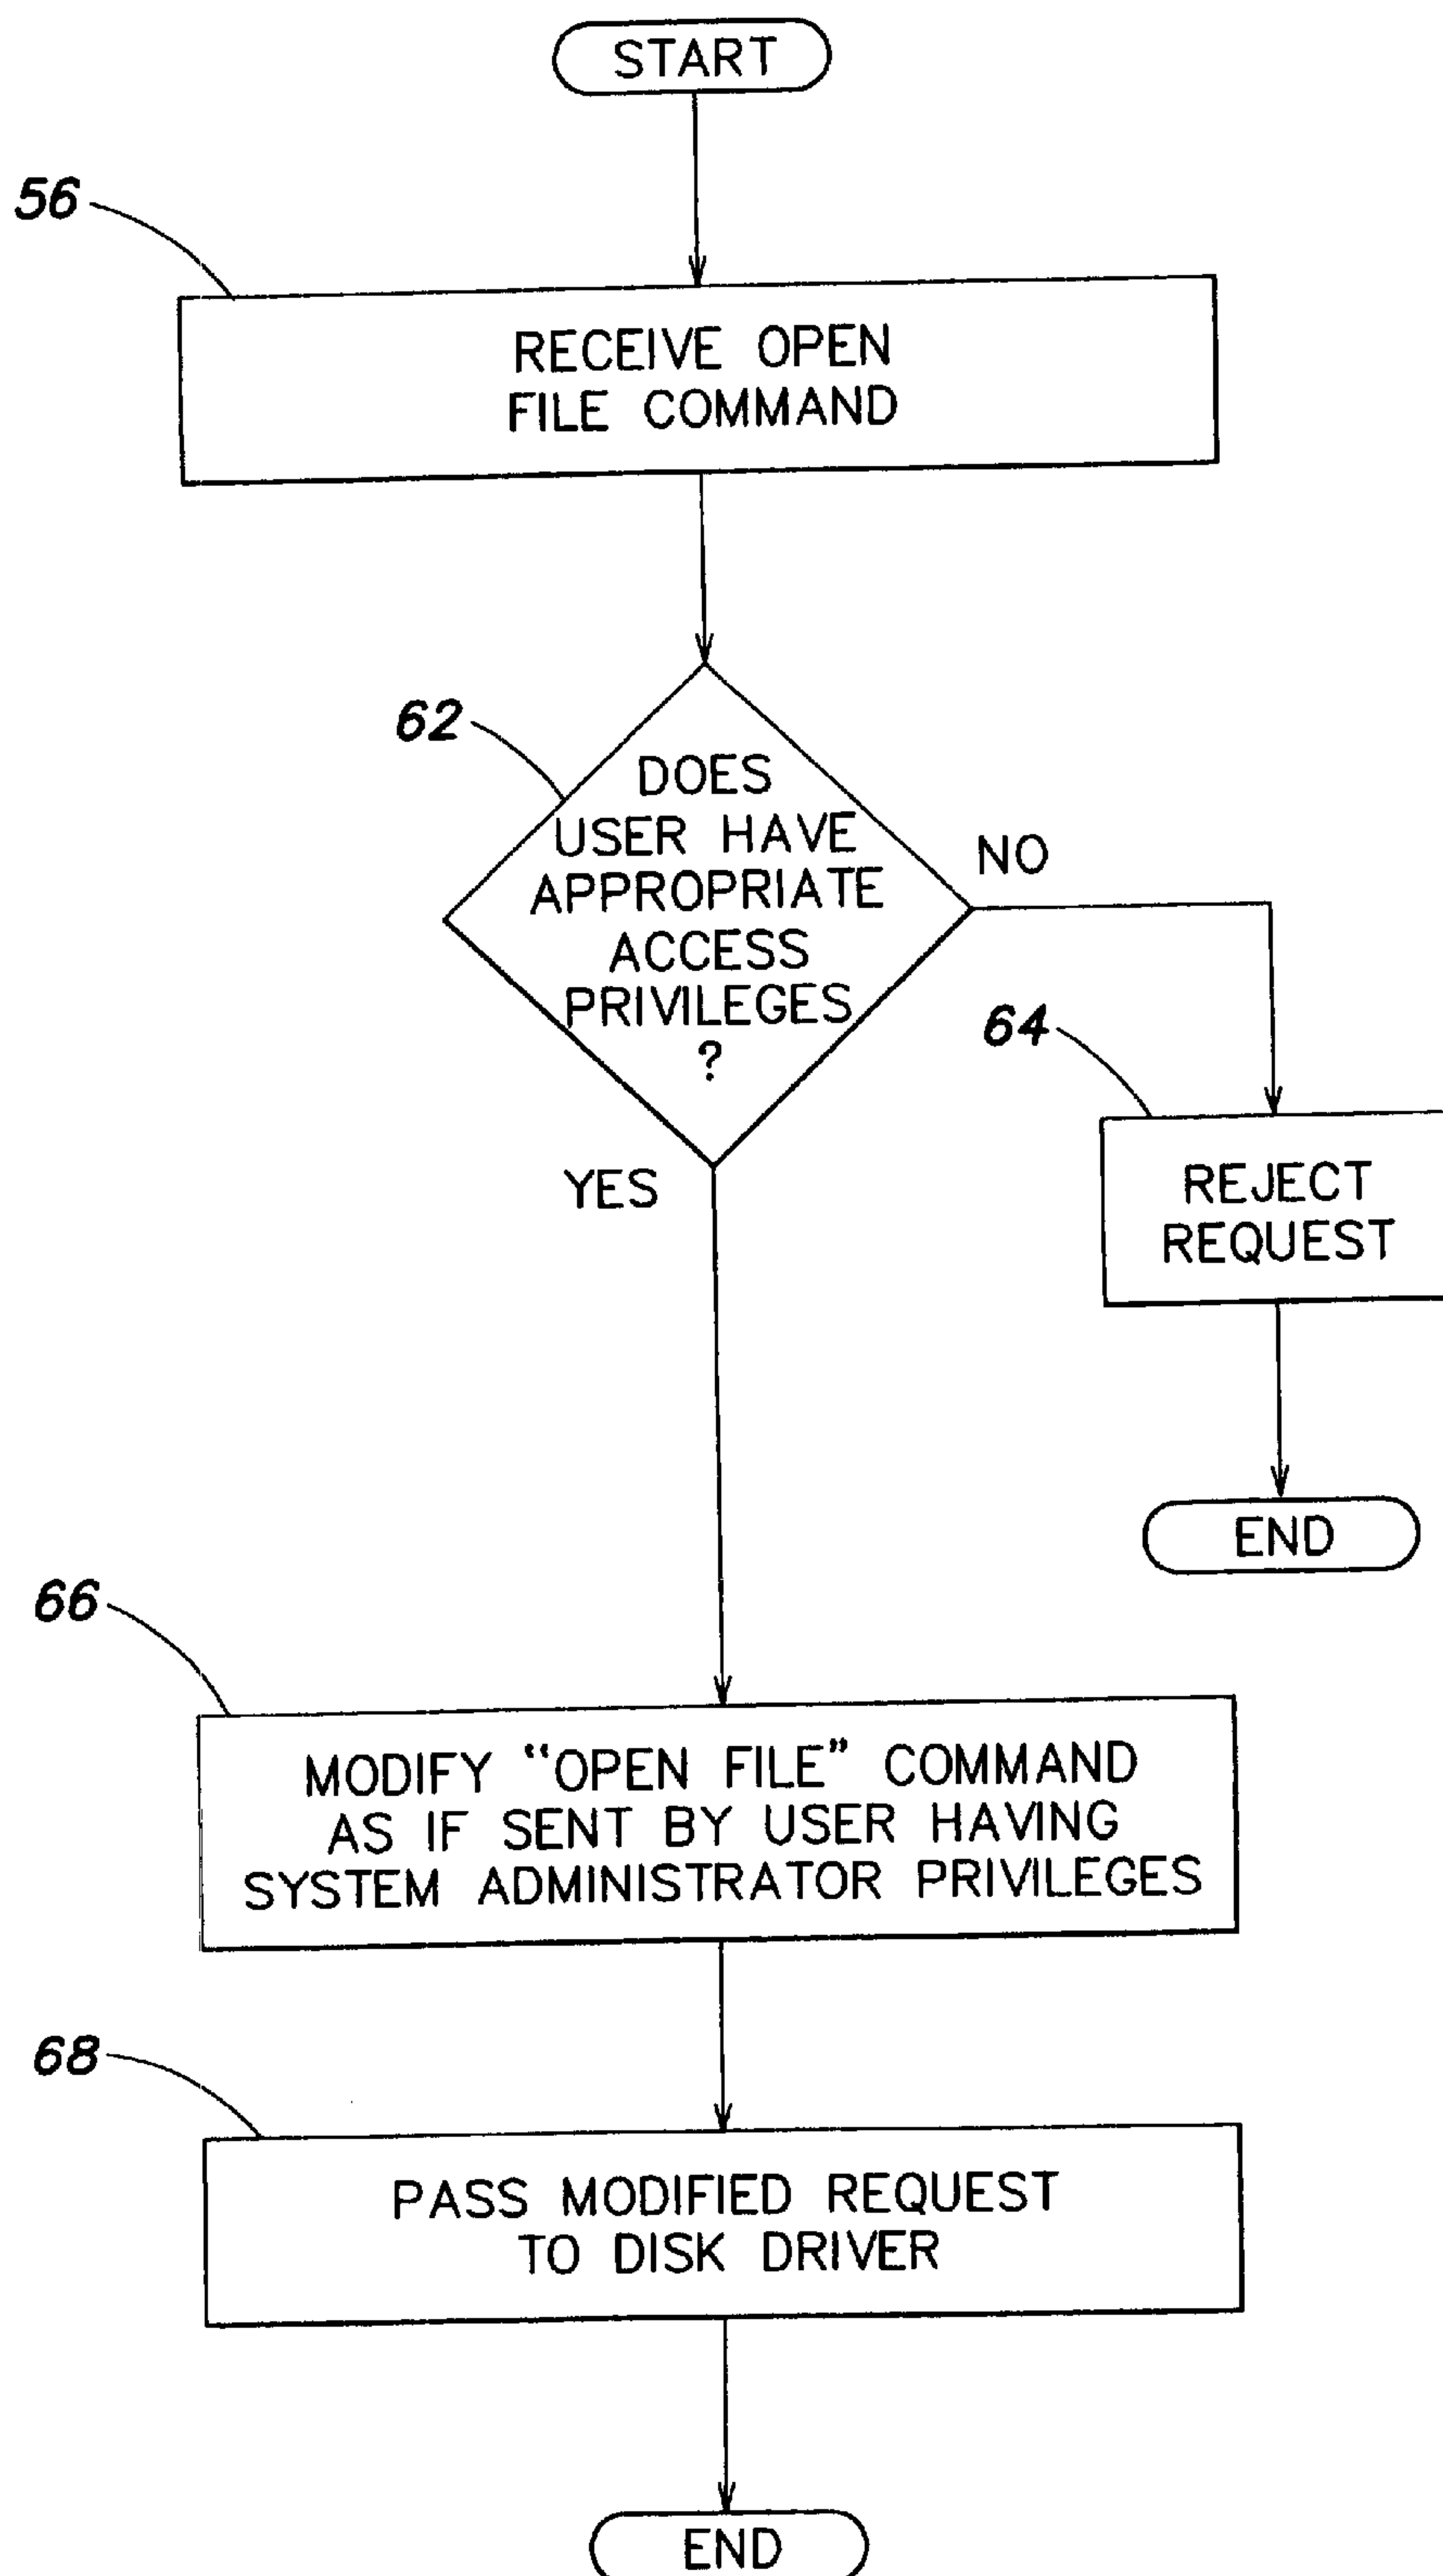 START
56
RECEIVE OPEN
FILE COMMAND
62
DOES
USER HAVE
APPROPRIATE
ACCESS
PRIVILEGES
?
NO
64
YES
REJECT
REQUEST
END
66
MODIFY “OPEN FILE” COMMAND
AS IF SENT BY USER HAVING
SYSTEM ADMINISTRATOR PRIVILEGES
68
PASS MODIFIED REQUEST
TO DISK DRIVER
END